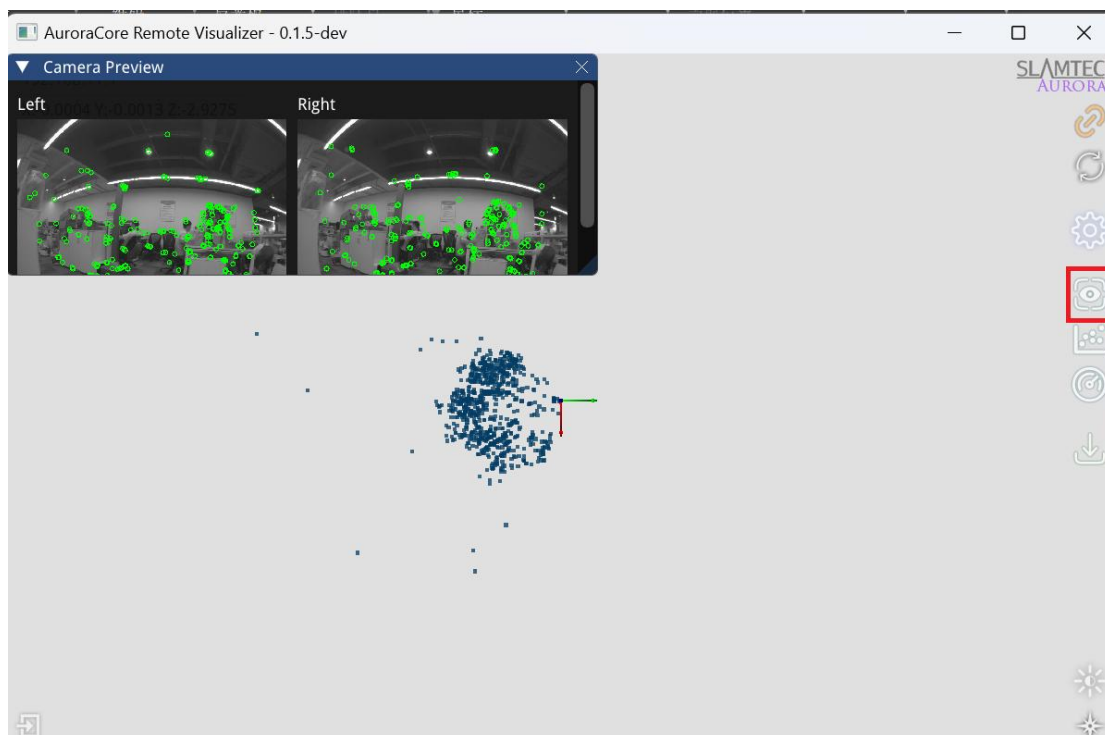 AuroraCore Remote Visualizer - 0.1.5-dev
Camera Preview
SLAMTEC
AURORA
Left
Right